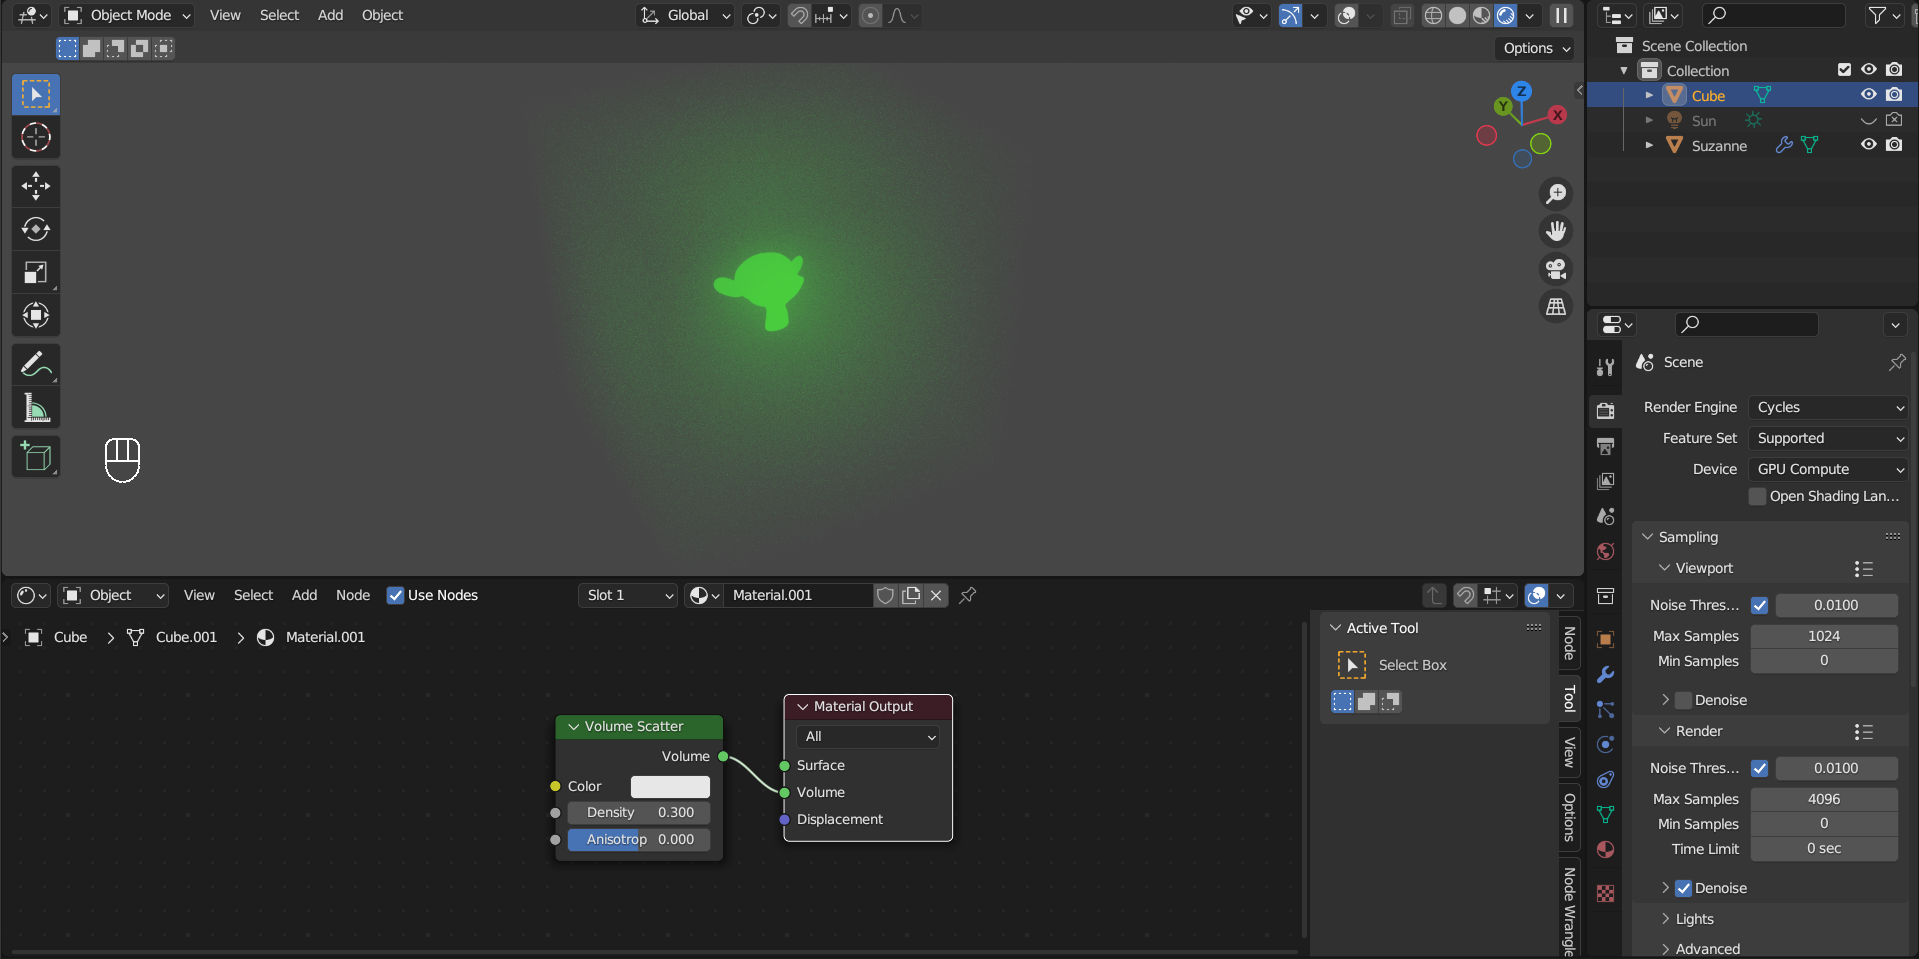 Object Mode
View
Select
Add
Object
Global
Options
Z
Y
X
Scene Collection
Collection
Cube
Sun
Suzanne
Scene
Render Engine
Cycles
Feature Set
Supported
Device
GPU Compute
Open Shading Lan...
Sampling
Viewport
Noise Thres...
0.0100
Max Samples
1024
Min Samples
0
Denoise
Render
Noise Thres...
0.0100
Max Samples
4096
Min Samples
0
Time Limit
0 sec
Denoise
Lights
Advanced
Object
View
Select
Add
Node
Use Nodes
Slot 1
Material.001
Cube
Cube.001
Material.001
Volume Scatter
Volume
Color
Density
0.300
Anisotrop
0.000
Material Output
All
Surface
Volume
Displacement
Active Tool
Select Box
Node
Tool
View
Options
Node Wrangle